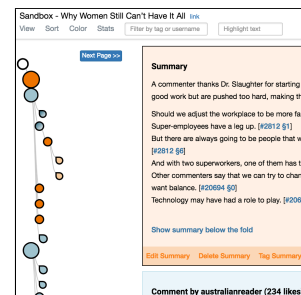 Sandbox - Why Women Still Can't Have It All link
View Sort Color Stats Filter by tag or username Highlight text
Next Page >>
Summary
A commenter thanks Dr. Slaughter for starting
good work but are pushed too hard, making th
Should we adjust the workplace to be more fa
Super-employees have a leg up. [#2812 §1]
But there are always going to be people that w
[#2812 §6]
And with two superworkers, one of them has t
Other commenters say that we can try to chan
want balance. [#20694 §0]
Technology may have had a role to play. [#206
Show summary below the fold
Edit Summary Delete Summary Tag Summary
Comment by australianreader (234 likes